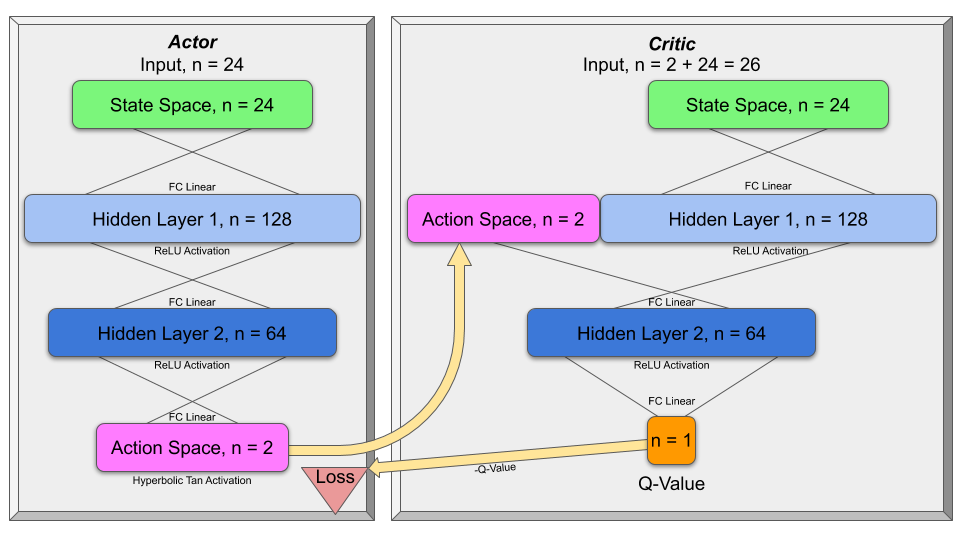 Actor
Input, n = 24
State Space, n = 24
FC Linear
Hidden Layer 1, n = 128
ReLU Activation
FC Linear
Hidden Layer 2, n = 64
ReLU Activation
FC Linear
Action Space, n = 2
Hyperbolic Tan Activation
Loss
Critic
Input, n = 2 + 24 = 26
State Space, n = 24
FC Linear
Action Space, n = 2
Hidden Layer 1, n = 128
ReLU Activation
FC Linear
Hidden Layer 2, n = 64
ReLU Activation
FC Linear
n = 1
-Q-Value
Q-Value